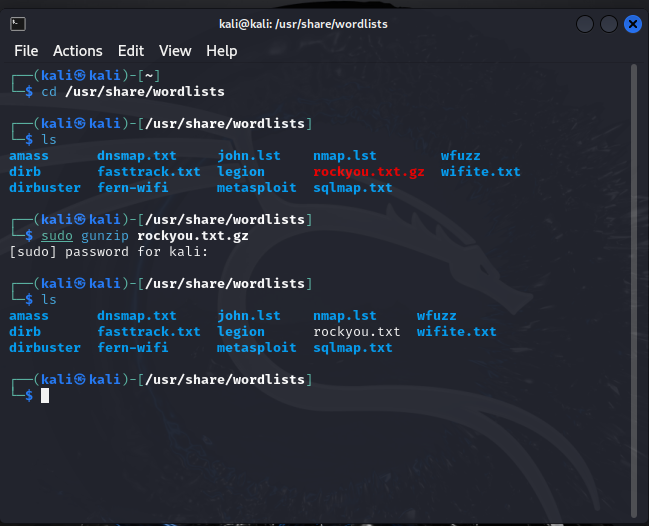 kali@kali: /usr/share/wordlists
File Actions Edit View Help
┌──(kali㉿kali)-[~]
└─$ cd /usr/share/wordlists
┌──(kali㉿kali)-[/usr/share/wordlists]
└─$ ls
amass dnsmap.txt john.lst nmap.lst wfuzz
dirb fasttrack.txt legion rockyou.txt.gz wifite.txt
dirbuster fern-wifi metasploit sqlmap.txt
┌──(kali㉿kali)-[/usr/share/wordlists]
└─$ sudo gunzip rockyou.txt.gz
[sudo] password for kali:
┌──(kali㉿kali)-[/usr/share/wordlists]
└─$ ls
amass dnsmap.txt john.lst nmap.lst wfuzz
dirb fasttrack.txt legion rockyou.txt wifite.txt
dirbuster fern-wifi metasploit sqlmap.txt
┌──(kali㉿kali)-[/usr/share/wordlists]
└─$